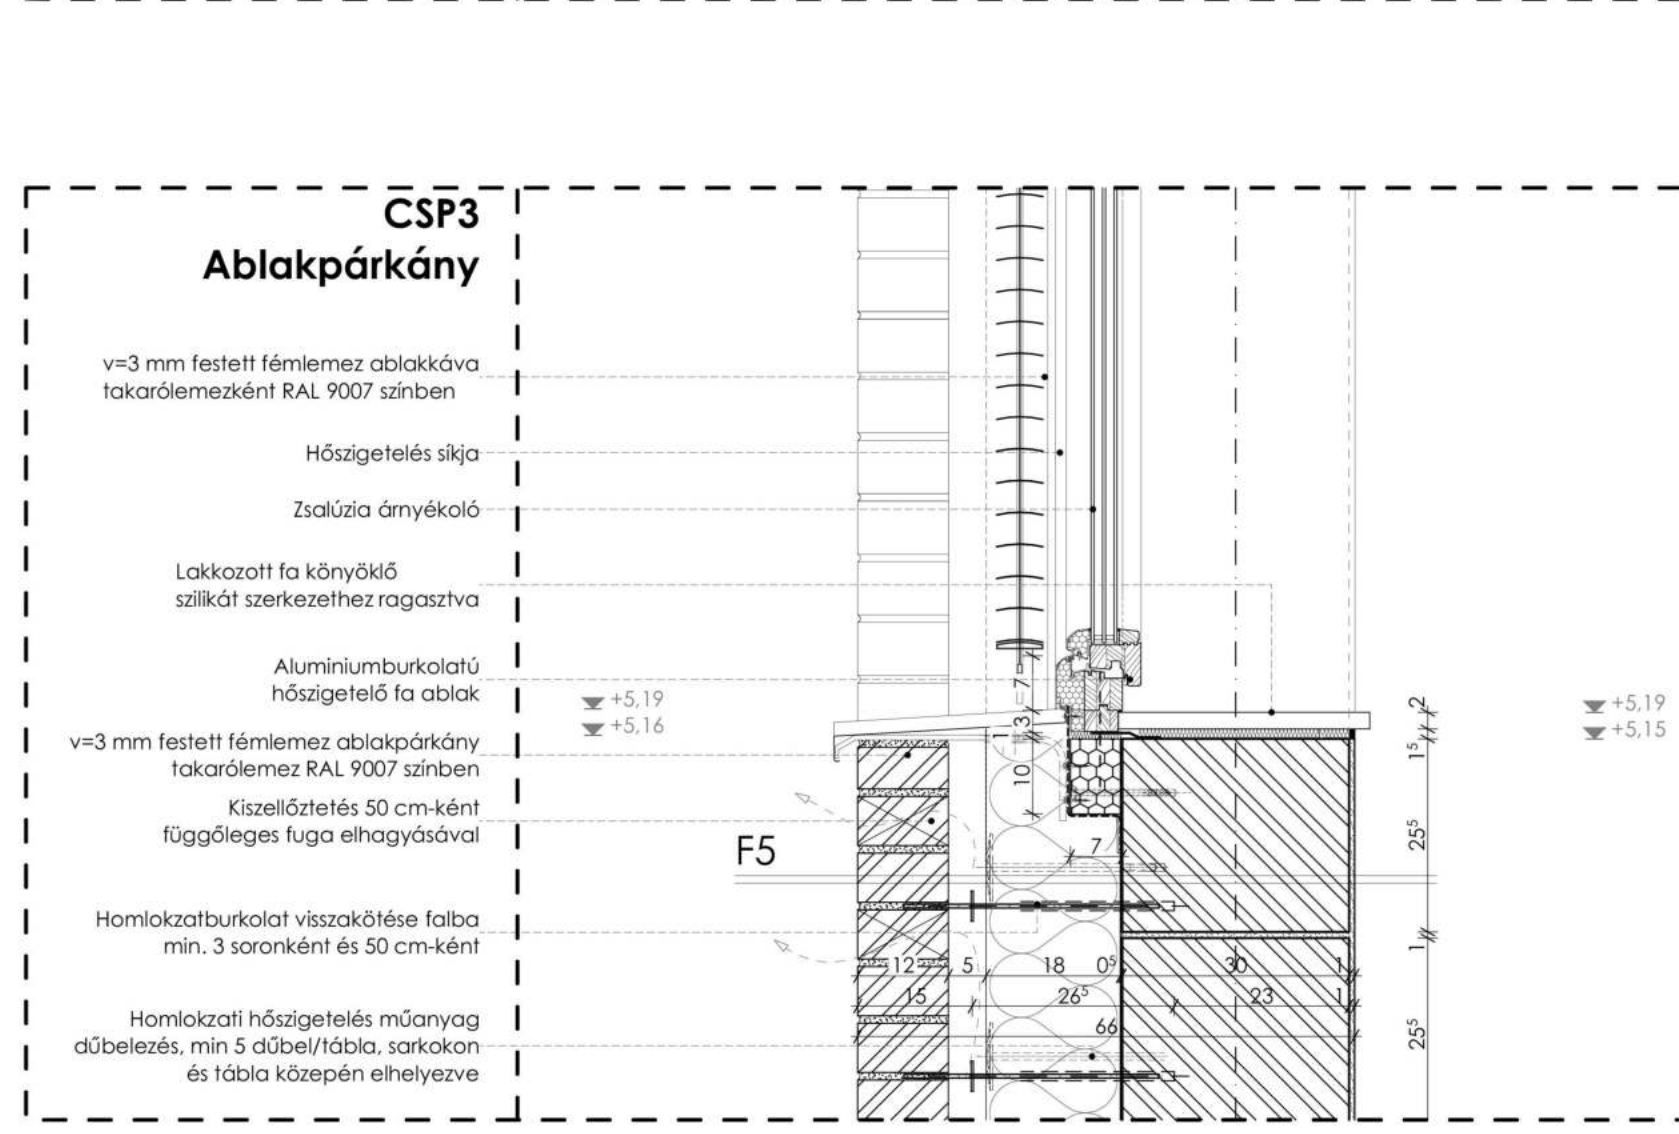 CSP3
Ablakpárkány
v=3 mm festett fémlemez ablakkáva
takarólemezként RAL 9007 színben
Hőszigetelés síkja
Zsalúzia árnyékoló
Lakkozott fa könyöklő
szilikát szerkezethez ragasztva
Aluminiumburkolatú
hőszigetelő fa ablak
v=3 mm festett fémlemez ablakpárkány
takarólemez RAL 9007 színben
Kiszellőztetés 50 cm-ként
függőleges fuga elhagyásával
Homlokzatburkolat visszakötése falba
min. 3 soronként és 50 cm-ként
Homlokzati hőszigetelés műanyag
dűbelezés, min 5 dűbel/tábla, sarkokon
és tábla közepén elhelyezve
+5,19
+5,16
F5
7
3
1
10
7
12 5 18 0⁵ 30 1
15 26⁵ 23 1
66
2
1⁵
25⁵
1
25⁵
+5,19
+5,15